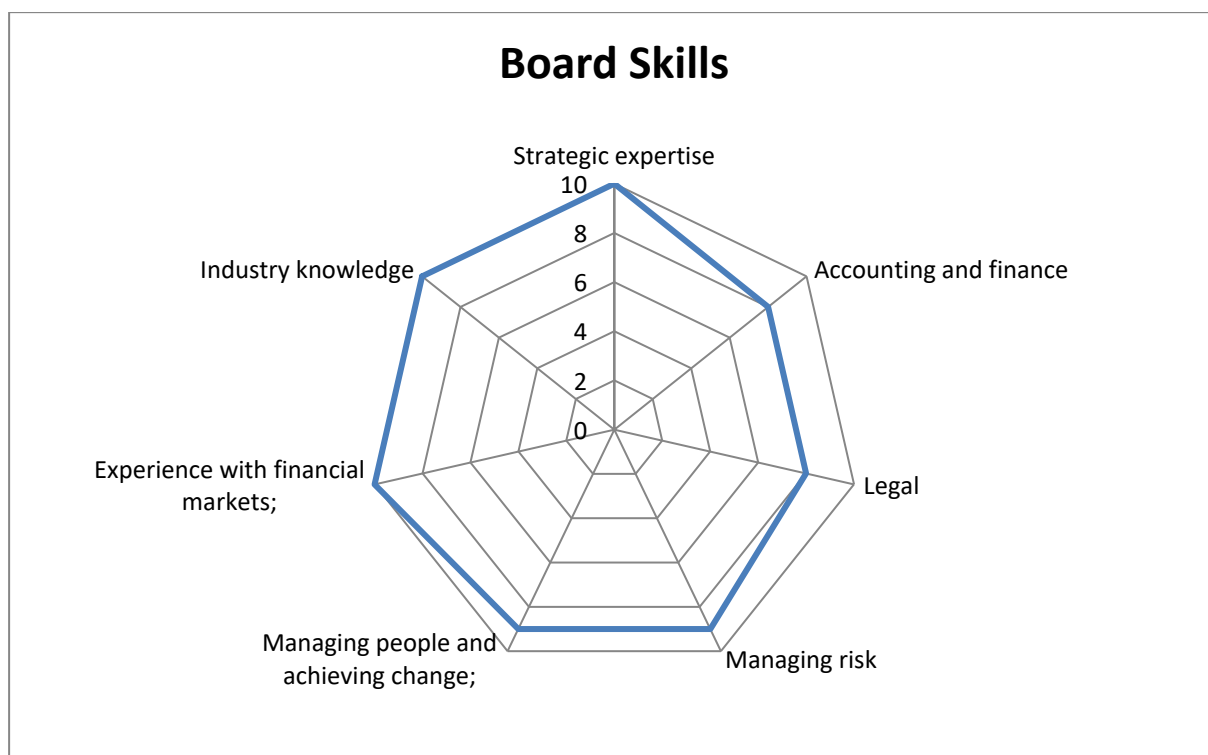 Board Skills
Strategic expertise
10
8
6
4
2
0
Accounting and finance
Legal
Managing risk
Managing people and
achieving change;
Experience with financial
markets;
Industry knowledge